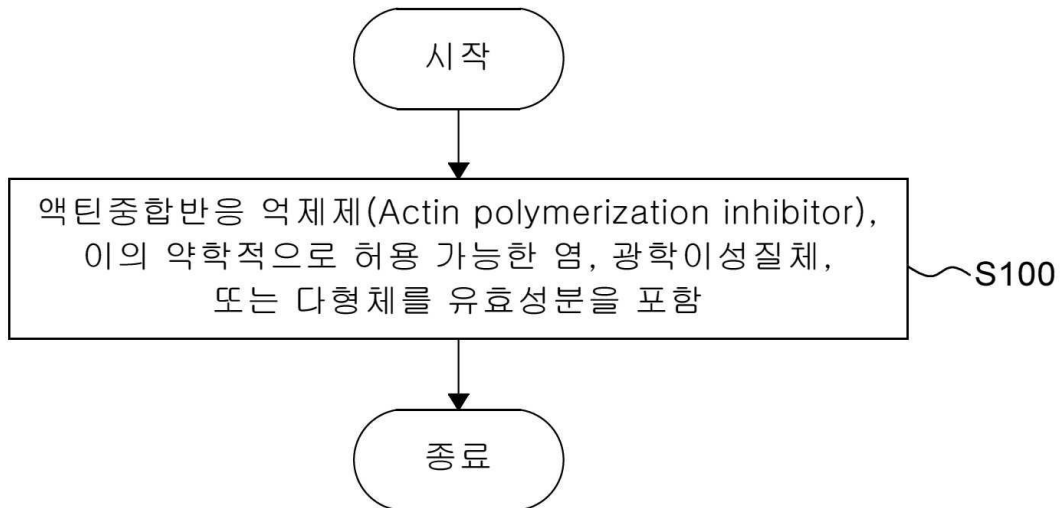 시작
액틴중합반응 억제제(Actin polymerization inhibitor),
이의 약학적으로 허용 가능한 염, 광학이성질체,
또는 다형체를 유효성분을 포함
S100
종료